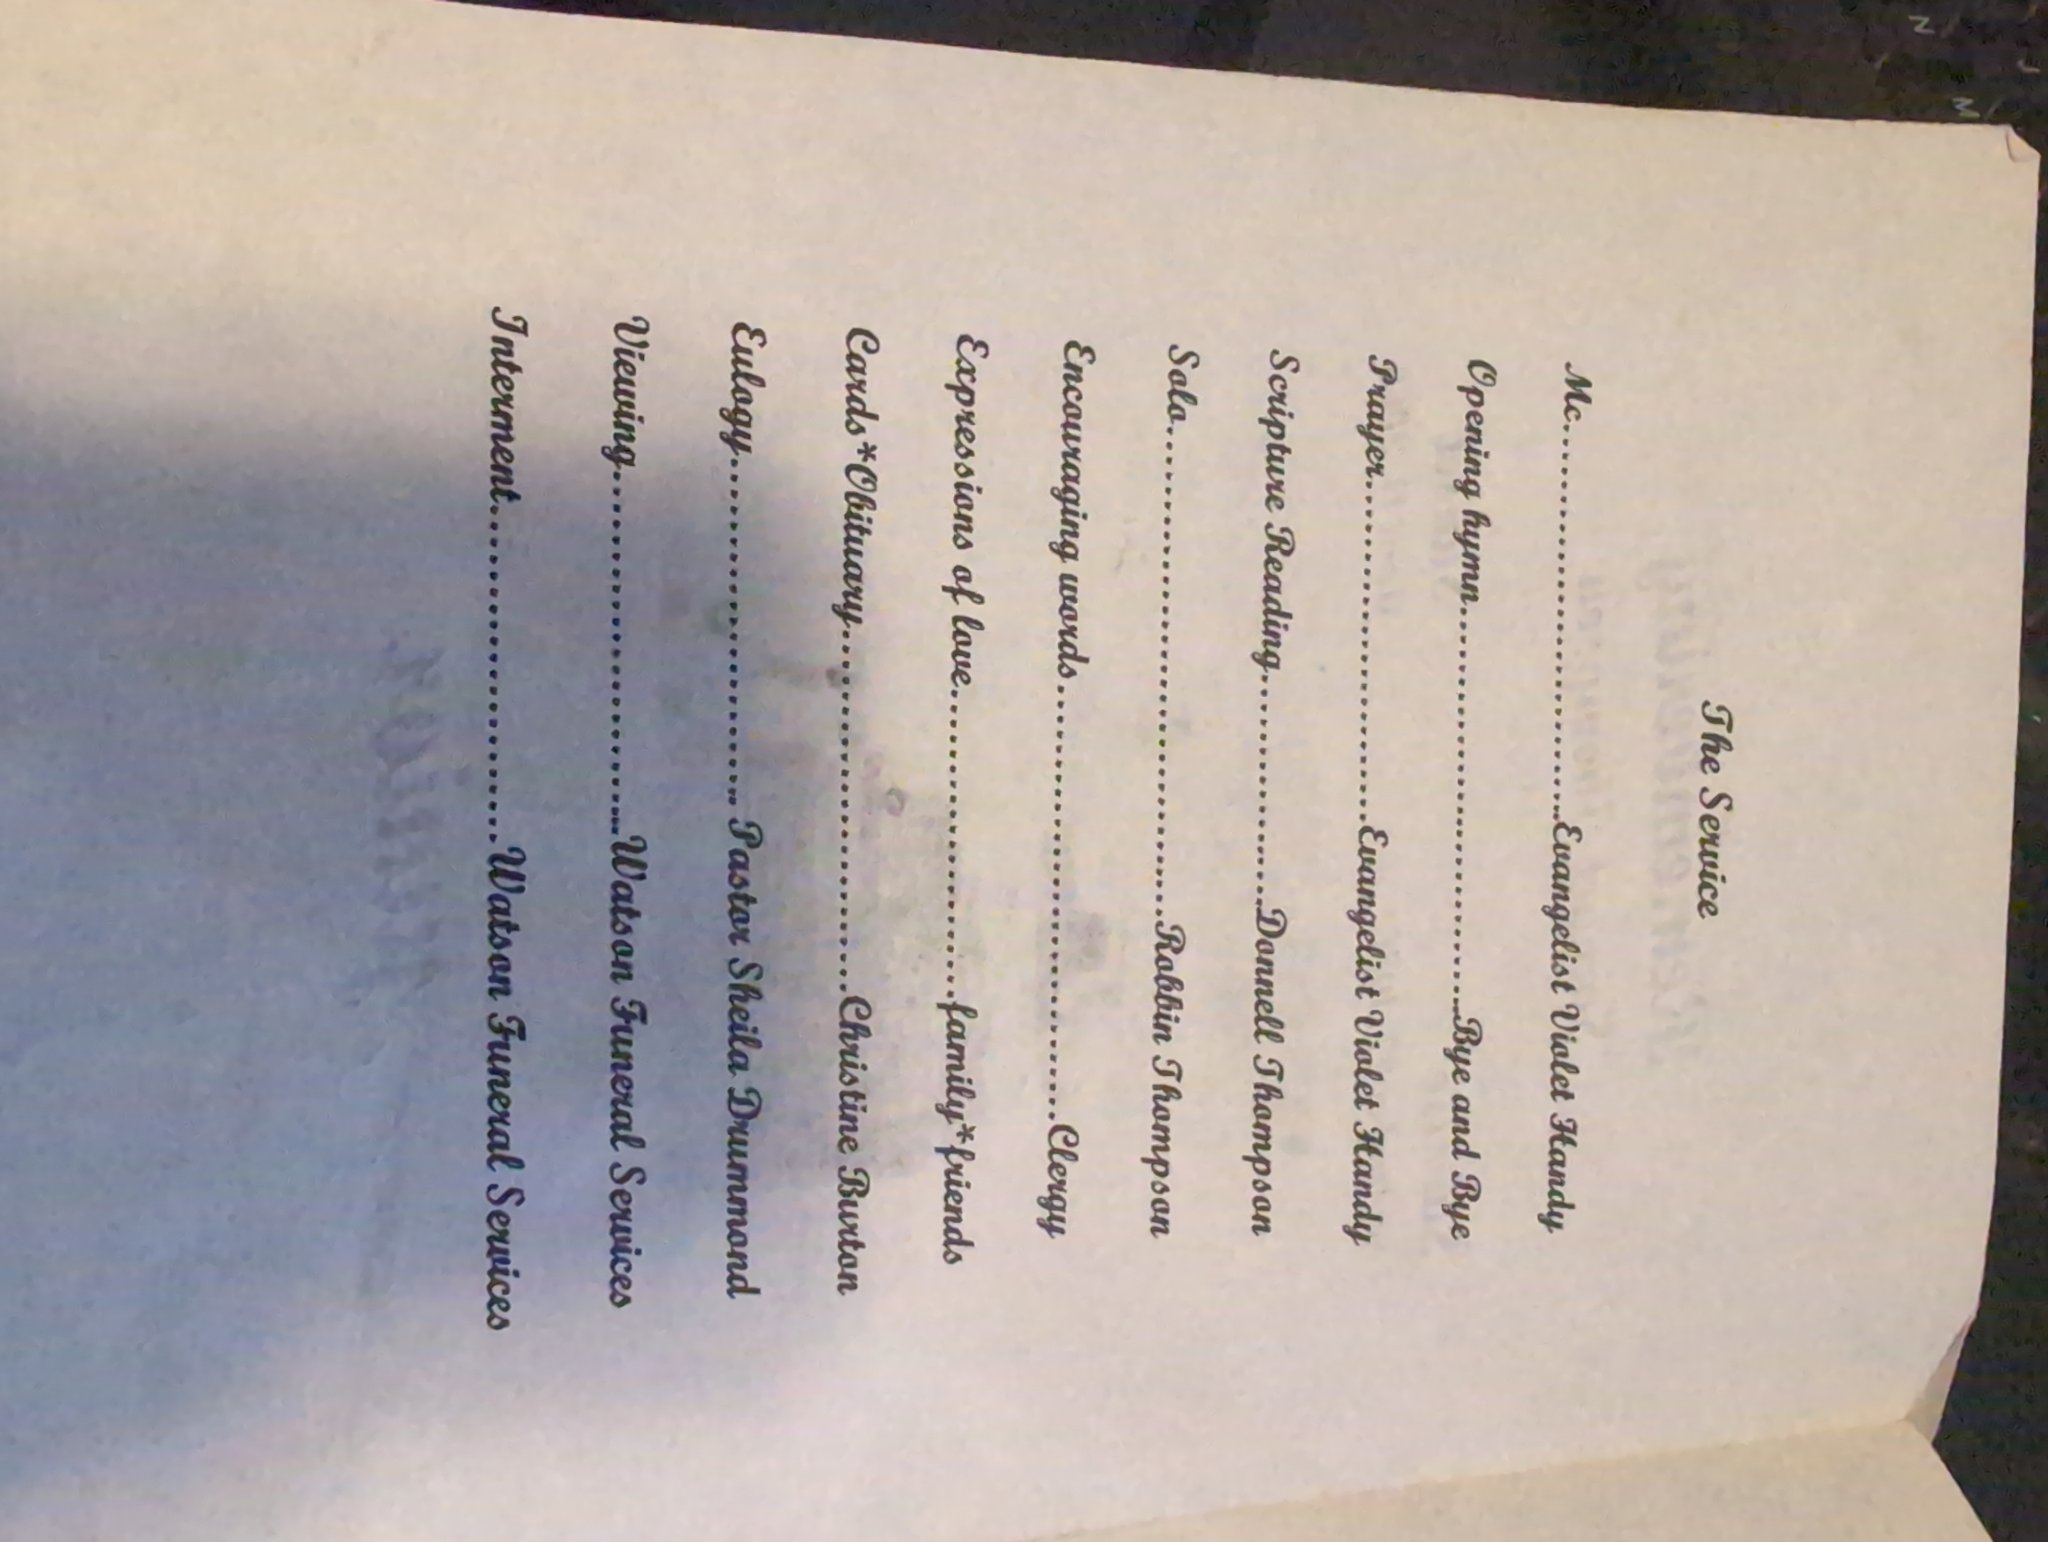 The Service
Mc..............................Evangelist Violet Handy
Opening hymn..............................Bye and Bye
Prayer..............................Evangelist Violet Handy
Scripture Reading....................Donnell Thompson
Solo........................................Robbin Thompson
Encouraging words..............................Clergy
Expressions of love......................family*friends
Cards*Obituary..........................Christine Burton
Eulogy..........................Pastor Sheila Drummond
Viewing..........................Watson Funeral Services
Interment........................Watson Funeral Services